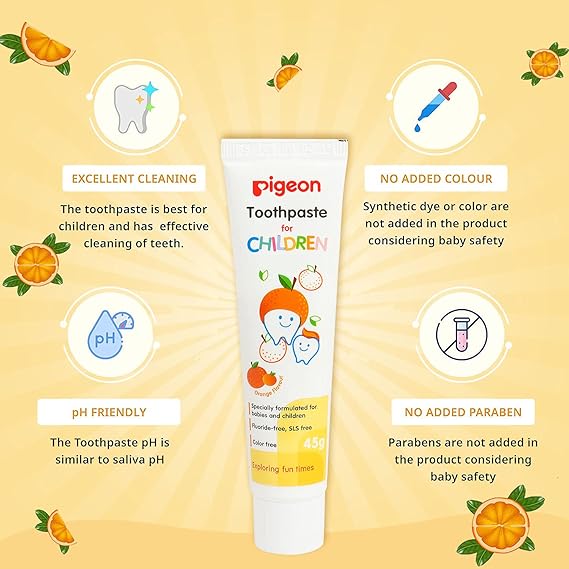 EXCELLENT CLEANING
The toothpaste is best for
children and has effective
cleaning of teeth.
NO ADDED COLOUR
Synthetic dye or color are
not added in the product
considering baby safety
pigeon
Toothpaste
for
CHILDREN
Orange Flavour
Specially formulated for
babies and children
Fluoride-free, SLS free
Color free
45g
Exploring fun times
pH
pH FRIENDLY
The Toothpaste pH is
similar to saliva pH
NO ADDED PARABEN
Parabens are not added in
the product considering
baby safety